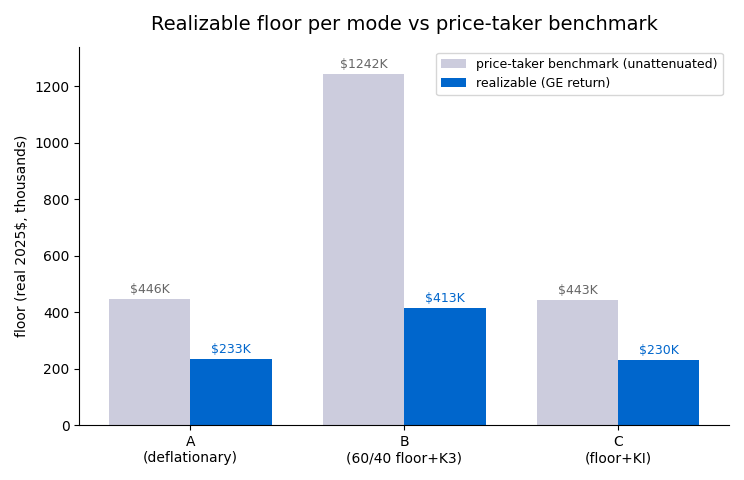 Realizable floor per mode vs price-taker benchmark
price-taker benchmark (unattenuated)
realizable (GE return)
floor (real 2025$, thousands)
1200
1000
800
600
400
200
0
$446K
$233K
$1242K
$413K
$443K
$230K
A
(deflationary)
B
(60/40 floor+K3)
C
(floor+KI)